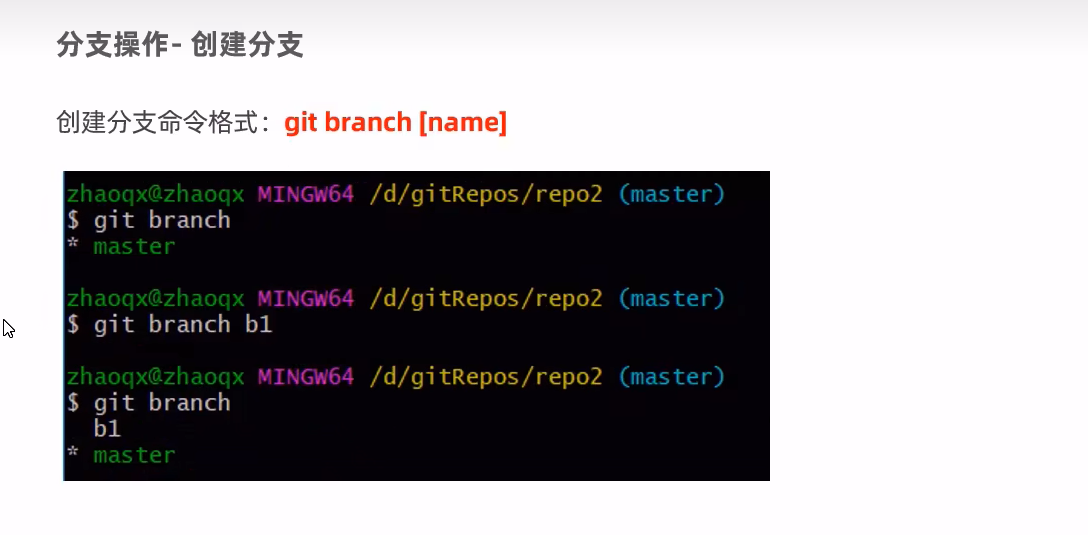 分支操作- 创建分支
创建分支命令格式：git branch [name]
zhaoqx@zhaoqx MINGW64 /d/gitRepos/repo2 (master)
$ git branch
* master
zhaoqx@zhaoqx MINGW64 /d/gitRepos/repo2 (master)
$ git branch b1
zhaoqx@zhaoqx MINGW64 /d/gitRepos/repo2 (master)
$ git branch
  b1
* master